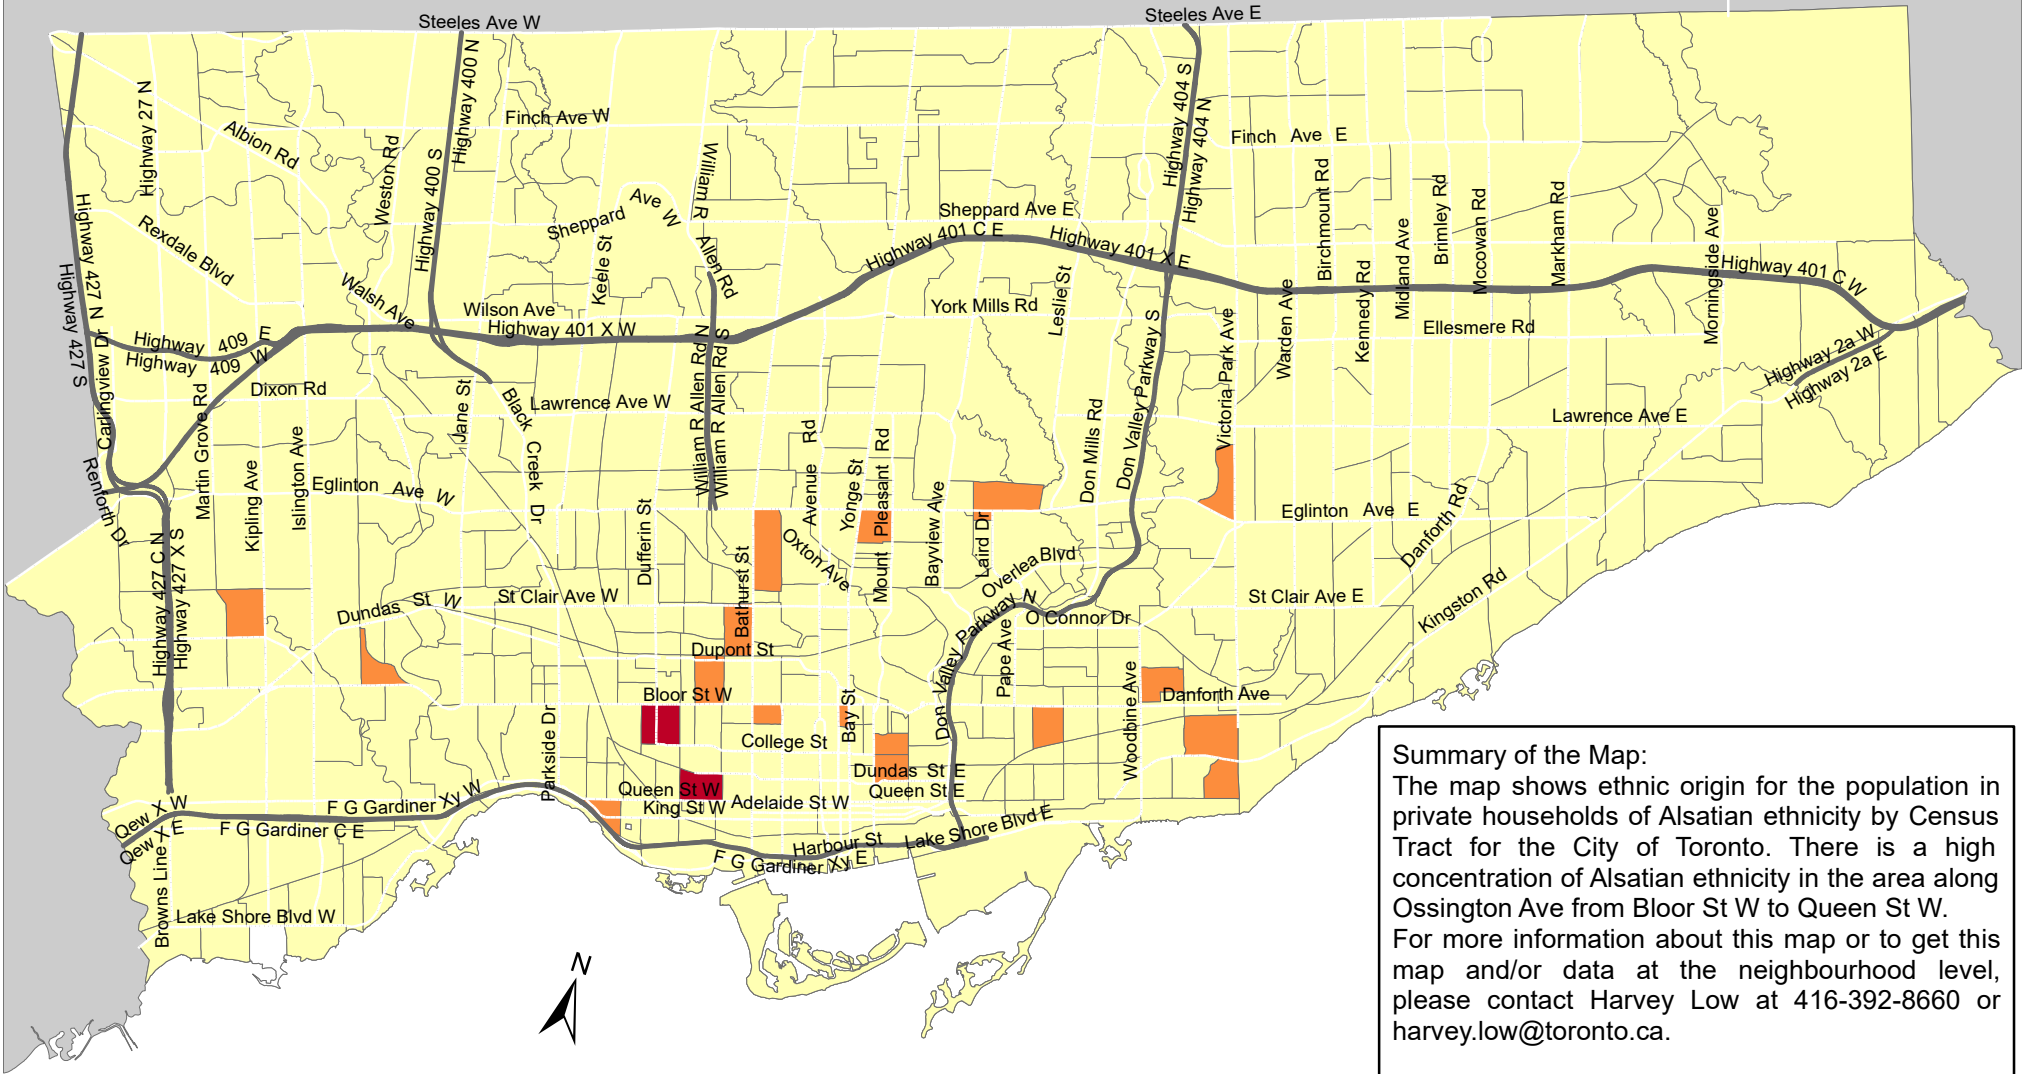 Steeles Ave W
Steeles Ave E
Highway 400 N
Highway 404 S
Highway 27 N
Finch Ave W
Highway 404 N
Albion Rd
Finch Ave E
Weston Rd
Highway 400 S
William R
Allen Rd
Birchmount Rd
Brimley Rd
Mccowan Rd
Markham Rd
Sheppard Ave W
Sheppard Ave E
Highway 427 N
Rexdale Blvd
Keele St
Highway 401 C E
Highway 401 X E
Midland Ave
Morningside Ave
Highway 427 S
Walsh Ave
Leslie St
Kennedy Rd
Warden Ave
Highway 401 C W
Wilson Ave
York Mills Rd
Highway 401 X W
Ellesmere Rd
Highway 409 E
Highway 409 W
Victoria Park Ave
Don Valley Parkway S
Highway 2a W
Highway 2a E
Carlingview Dr
Dixon Rd
William R Allen Rd N
William R Allen Rd S
Martin Grove Rd
Jane St
Black Creek Dr
Lawrence Ave W
Lawrence Ave E
Don Mills Rd
Avenue Rd
Yonge St
Mount Pleasant Rd
Renforth Dr
Kipling Ave
Islington Ave
Eglinton Ave W
Eglinton Ave E
Dufferin St
Bayview Ave
Laird Dr
Danforth Rd
Highway 427 C N
Highway 427 X S
Bathurst St
Oxton Ave
Overlea Blvd
Kingston Rd
Dundas St W
St Clair Ave W
St Clair Ave E
Don Valley Parkway N
O Connor Dr
Dupont St
Pape Ave
Woodbine Ave
Bloor St W
Danforth Ave
Parkside Dr
Bay St
College St
Dundas St E
Queen St W
Queen St E
King St W
Adelaide St W
Qew X W
Qew X E
F G Gardiner Xy W
F G Gardiner C E
Harbour St
Lake Shore Blvd E
F G Gardiner Xy E
Browns Line
Lake Shore Blvd W
N
Summary of the Map:
The map shows ethnic origin for the population in
private households of Alsatian ethnicity by Census
Tract for the City of Toronto. There is a high
concentration of Alsatian ethnicity in the area along
Ossington Ave from Bloor St W to Queen St W.
For more information about this map or to get this
map and/or data at the neighbourhood level,
please contact Harvey Low at 416-392-8660 or
harvey.low@toronto.ca.